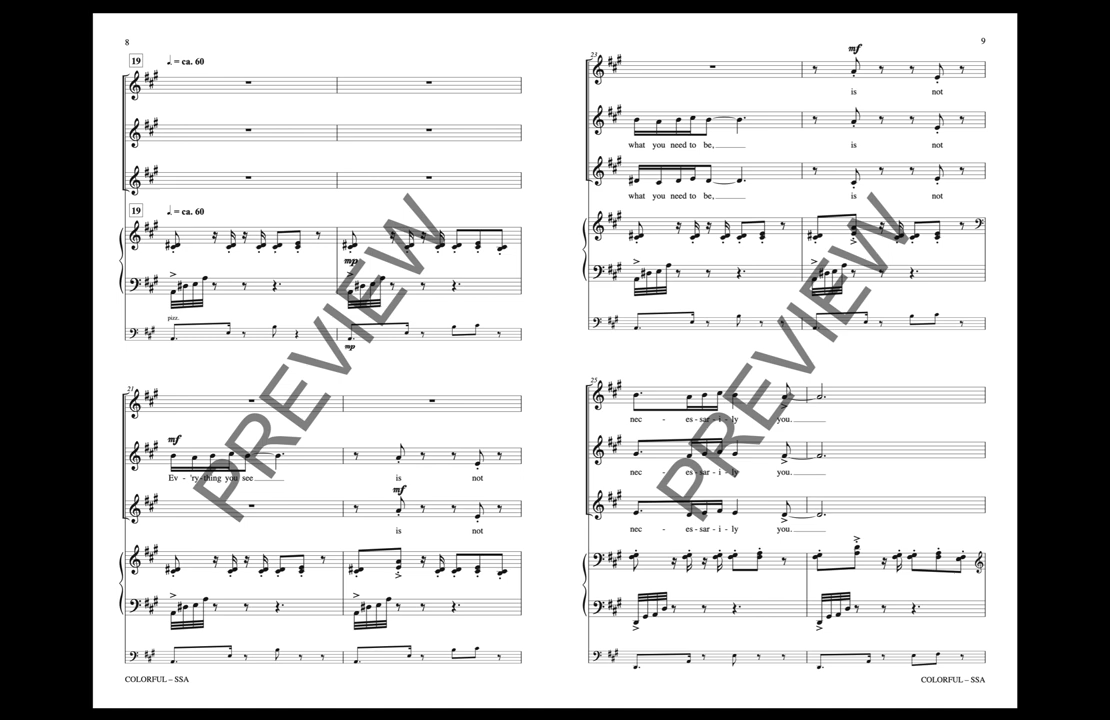 8
19 ♩. = ca. 60
19 ♩. = ca. 60
mp
pizz.
mp
21
mf
Ev - 'ry-thing you see
is not
mf
is not
COLORFUL – SSA
9
23
mf
is not
what you need to be, is not
what you need to be, is not
25
nec - es - sar - i - ly you.
nec - es - sar - i - ly you.
nec - es - sar - i - ly you.
COLORFUL – SSA
PREVIEW
PREVIEW